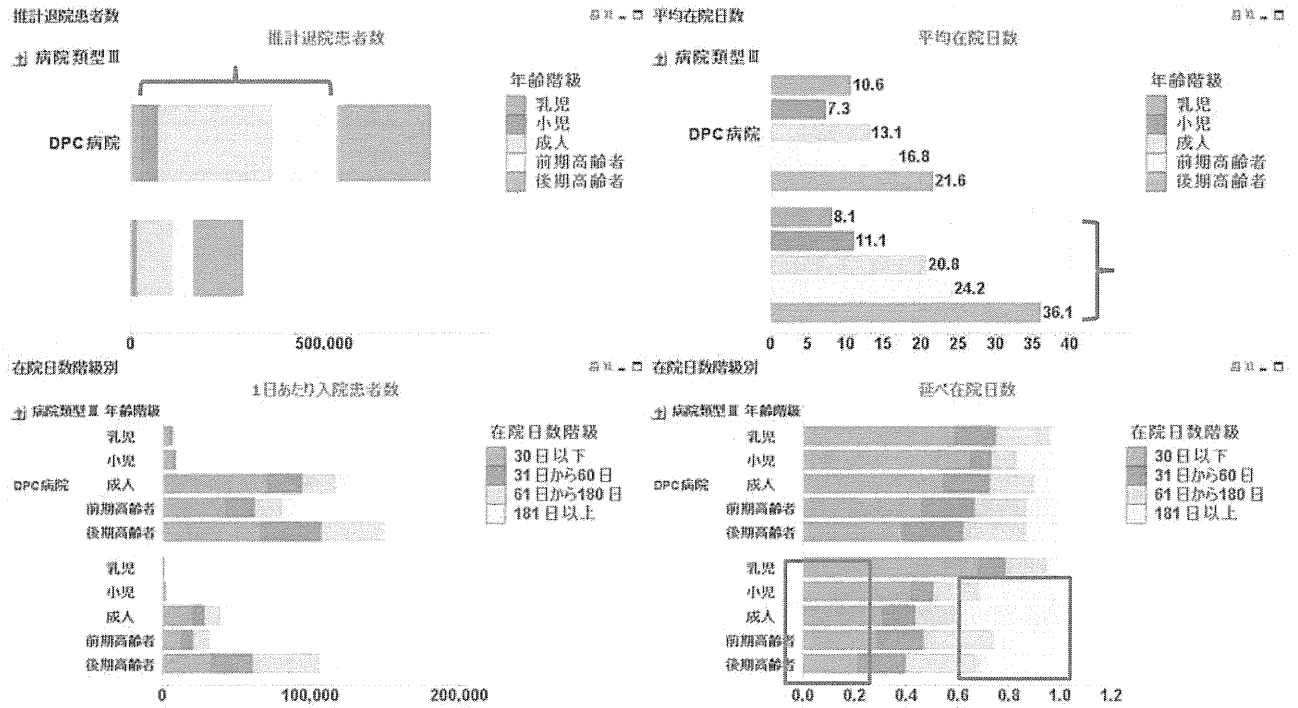 推計退院患者数
推計退院患者数
病院類型Ⅲ
年齢階級
乳児
小児
成人
前期高齢者
後期高齢者
DPC病院
0 500,000
平均在院日数
平均在院日数
病院類型Ⅲ
年齢階級
乳児
小児
成人
前期高齢者
後期高齢者
DPC病院
10.6
7.3
13.1
16.8
21.6
8.1
11.1
20.8
24.2
36.1
0 5 10 15 20 25 30 35 40
在院日数階級別
1日あたり入院患者数
病院類型Ⅲ 年齢階級
在院日数階級
30日以下
31日から60日
61日から180日
181日以上
DPC病院
乳児
小児
成人
前期高齢者
後期高齢者
乳児
小児
成人
前期高齢者
後期高齢者
0 100,000 200,000
在院日数階級別
延べ在院日数
病院類型Ⅲ 年齢階級
在院日数階級
30日以下
31日から60日
61日から180日
181日以上
DPC病院
乳児
小児
成人
前期高齢者
後期高齢者
乳児
小児
成人
前期高齢者
後期高齢者
0.0 0.2 0.4 0.6 0.8 1.0 1.2